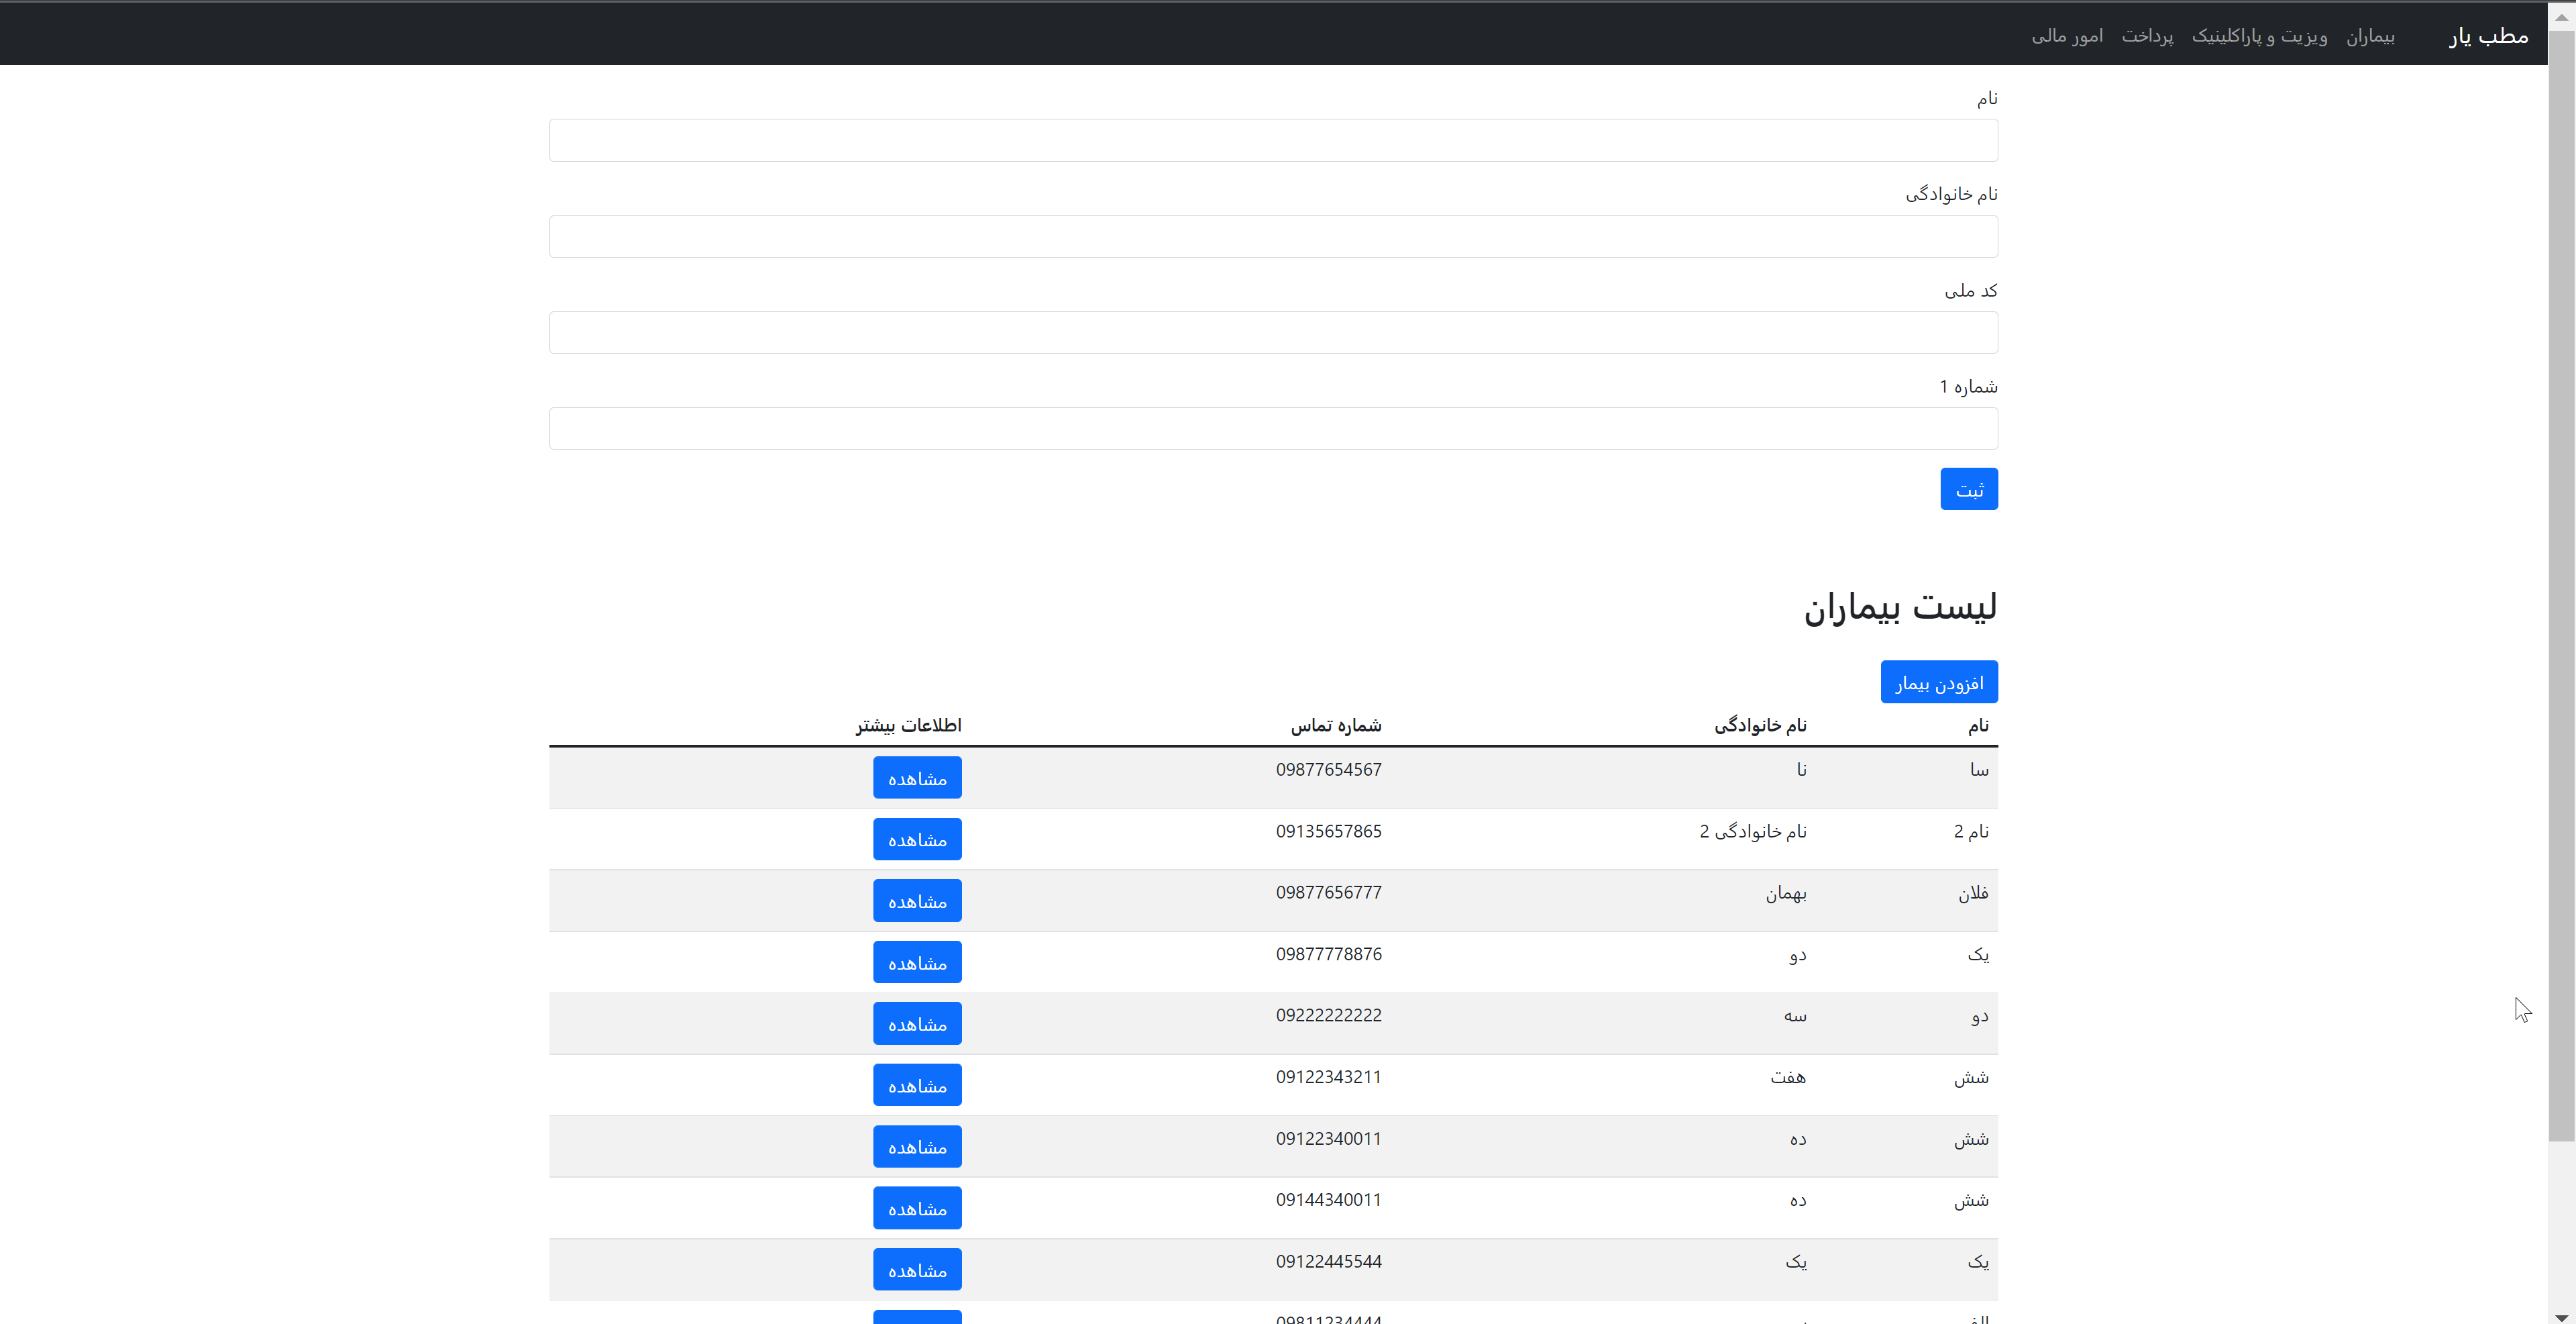 مطب یار بیماران ویزیت و پاراکلینیک پرداخت امور مالی
نام
نام خانوادگی
کد ملی
شماره 1
ثبت
لیست بیماران
افزودن بیمار
نام نام خانوادگی شماره تماس اطلاعات بیشتر
سا نا 09877654567 مشاهده
نام 2 نام خانوادگی 2 09135657865 مشاهده
فلان بهمان 09877656777 مشاهده
یک دو 09877778876 مشاهده
دو سه 09222222222 مشاهده
شش هفت 09122343211 مشاهده
شش ده 09122340011 مشاهده
شش ده 09144340011 مشاهده
یک یک 09122445544 مشاهده
09811234444